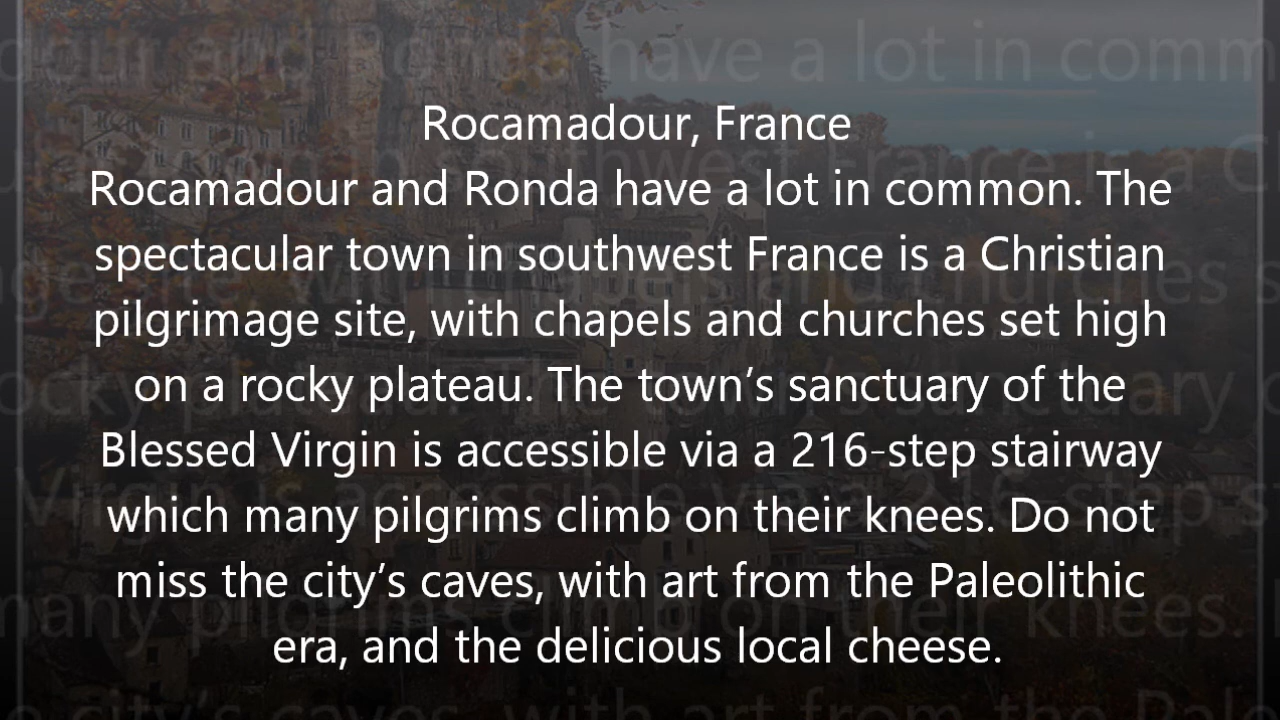 Rocamadour, France
Rocamadour and Ronda have a lot in common. The
spectacular town in southwest France is a Christian
pilgrimage site, with chapels and churches set high
on a rocky plateau. The town’s sanctuary of the
Blessed Virgin is accessible via a 216-step stairway
which many pilgrims climb on their knees. Do not
miss the city’s caves, with art from the Paleolithic
era, and the delicious local cheese.